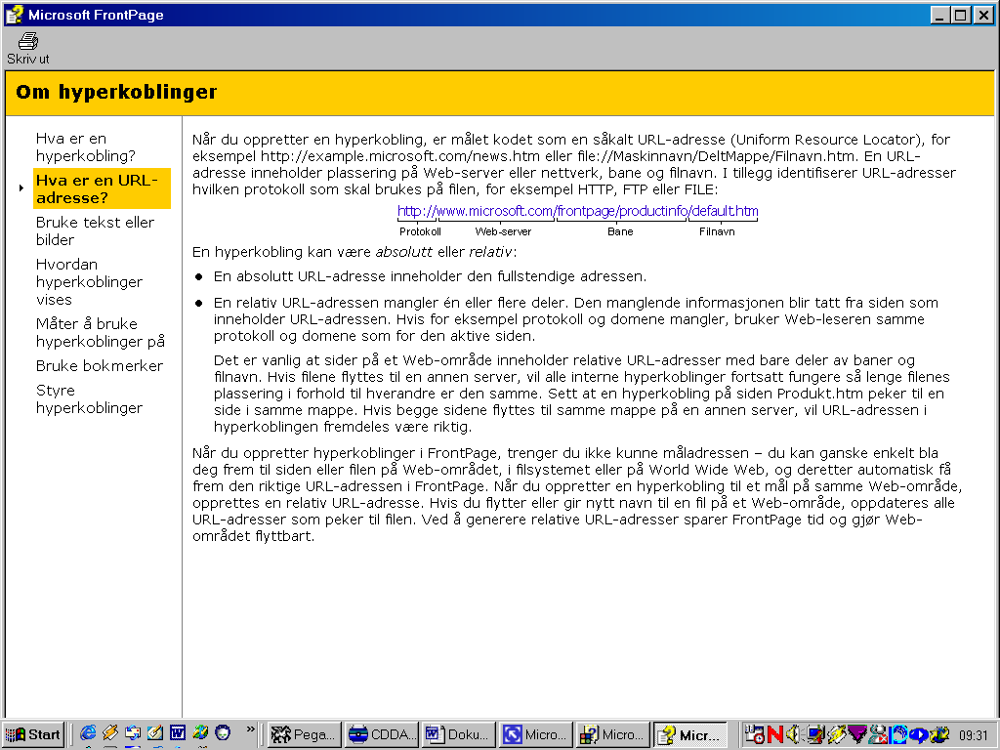 Microsoft FrontPage
Skriv ut
Om hyperkoblinger
Hva er en
hyperkobling?
Hva er en URL-
adresse?
Bruke tekst eller
bilder
Hvordan
hyperkoblinger
vises
Måter å bruke
hyperkoblinger på
Bruke bokmerker
Styre
hyperkoblinger
Når du oppretter en hyperkobling, er målet kodet som en såkalt URL-adresse (Uniform Resource Locator), for
eksempel http://example.microsoft.com/news.htm eller file://Maskinnavn/DeltMappe/Filnavn.htm. En URL-
adresse inneholder plassering på Web-server eller nettverk, bane og filnavn. I tillegg identifiserer URL-adresser
hvilken protokoll som skal brukes på filen, for eksempel HTTP, FTP eller FILE:
http://www.microsoft.com/frontpage/productinfo/default.htm
Protokoll Web-server Bane Filnavn
En hyperkobling kan være absolutt eller relativ:
● En absolutt URL-adresse inneholder den fullstendige adressen.
● En relativ URL-adressen mangler én eller flere deler. Den manglende informasjonen blir tatt fra siden som
inneholder URL-adressen. Hvis for eksempel protokoll og domene mangler, bruker Web-leseren samme
protokoll og domene som for den aktive siden.
Det er vanlig at sider på et Web-område inneholder relative URL-adresser med bare deler av baner og
filnavn. Hvis filene flyttes til en annen server, vil alle interne hyperkoblinger fortsatt fungere så lenge filenes
plassering i forhold til hverandre er den samme. Sett at en hyperkobling på siden Produkt.htm peker til en
side i samme mappe. Hvis begge sidene flyttes til samme mappe på en annen server, vil URL-adressen i
hyperkoblingen fremdeles være riktig.
Når du oppretter hyperkoblinger i FrontPage, trenger du ikke kunne måladressen – du kan ganske enkelt bla
deg frem til siden eller filen på Web-området, i filsystemet eller på World Wide Web, og deretter automatisk få
frem den riktige URL-adressen i FrontPage. Når du oppretter en hyperkobling til et mål på samme Web-område,
opprettes en relativ URL-adresse. Hvis du flytter eller gir nytt navn til en fil på et Web-område, oppdateres alle
URL-adresser som peker til filen. Ved å generere relative URL-adresser sparer FrontPage tid og gjør Web-
området flyttbart.
Start » Pega... CDDA... Doku... Micro... Micro... Micr... 09:31